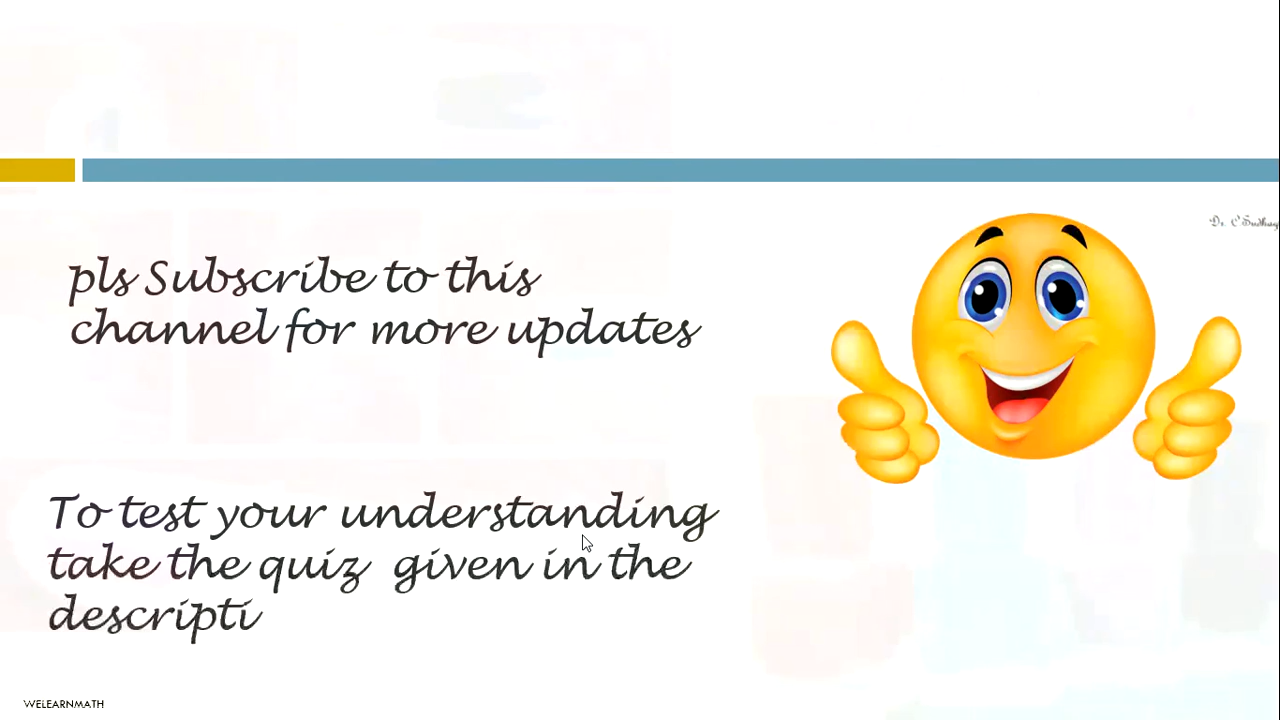 pls Subscribe to this
channel for more updates
To test your understanding
take the quiz given in the
descripti
WELEARNMATH